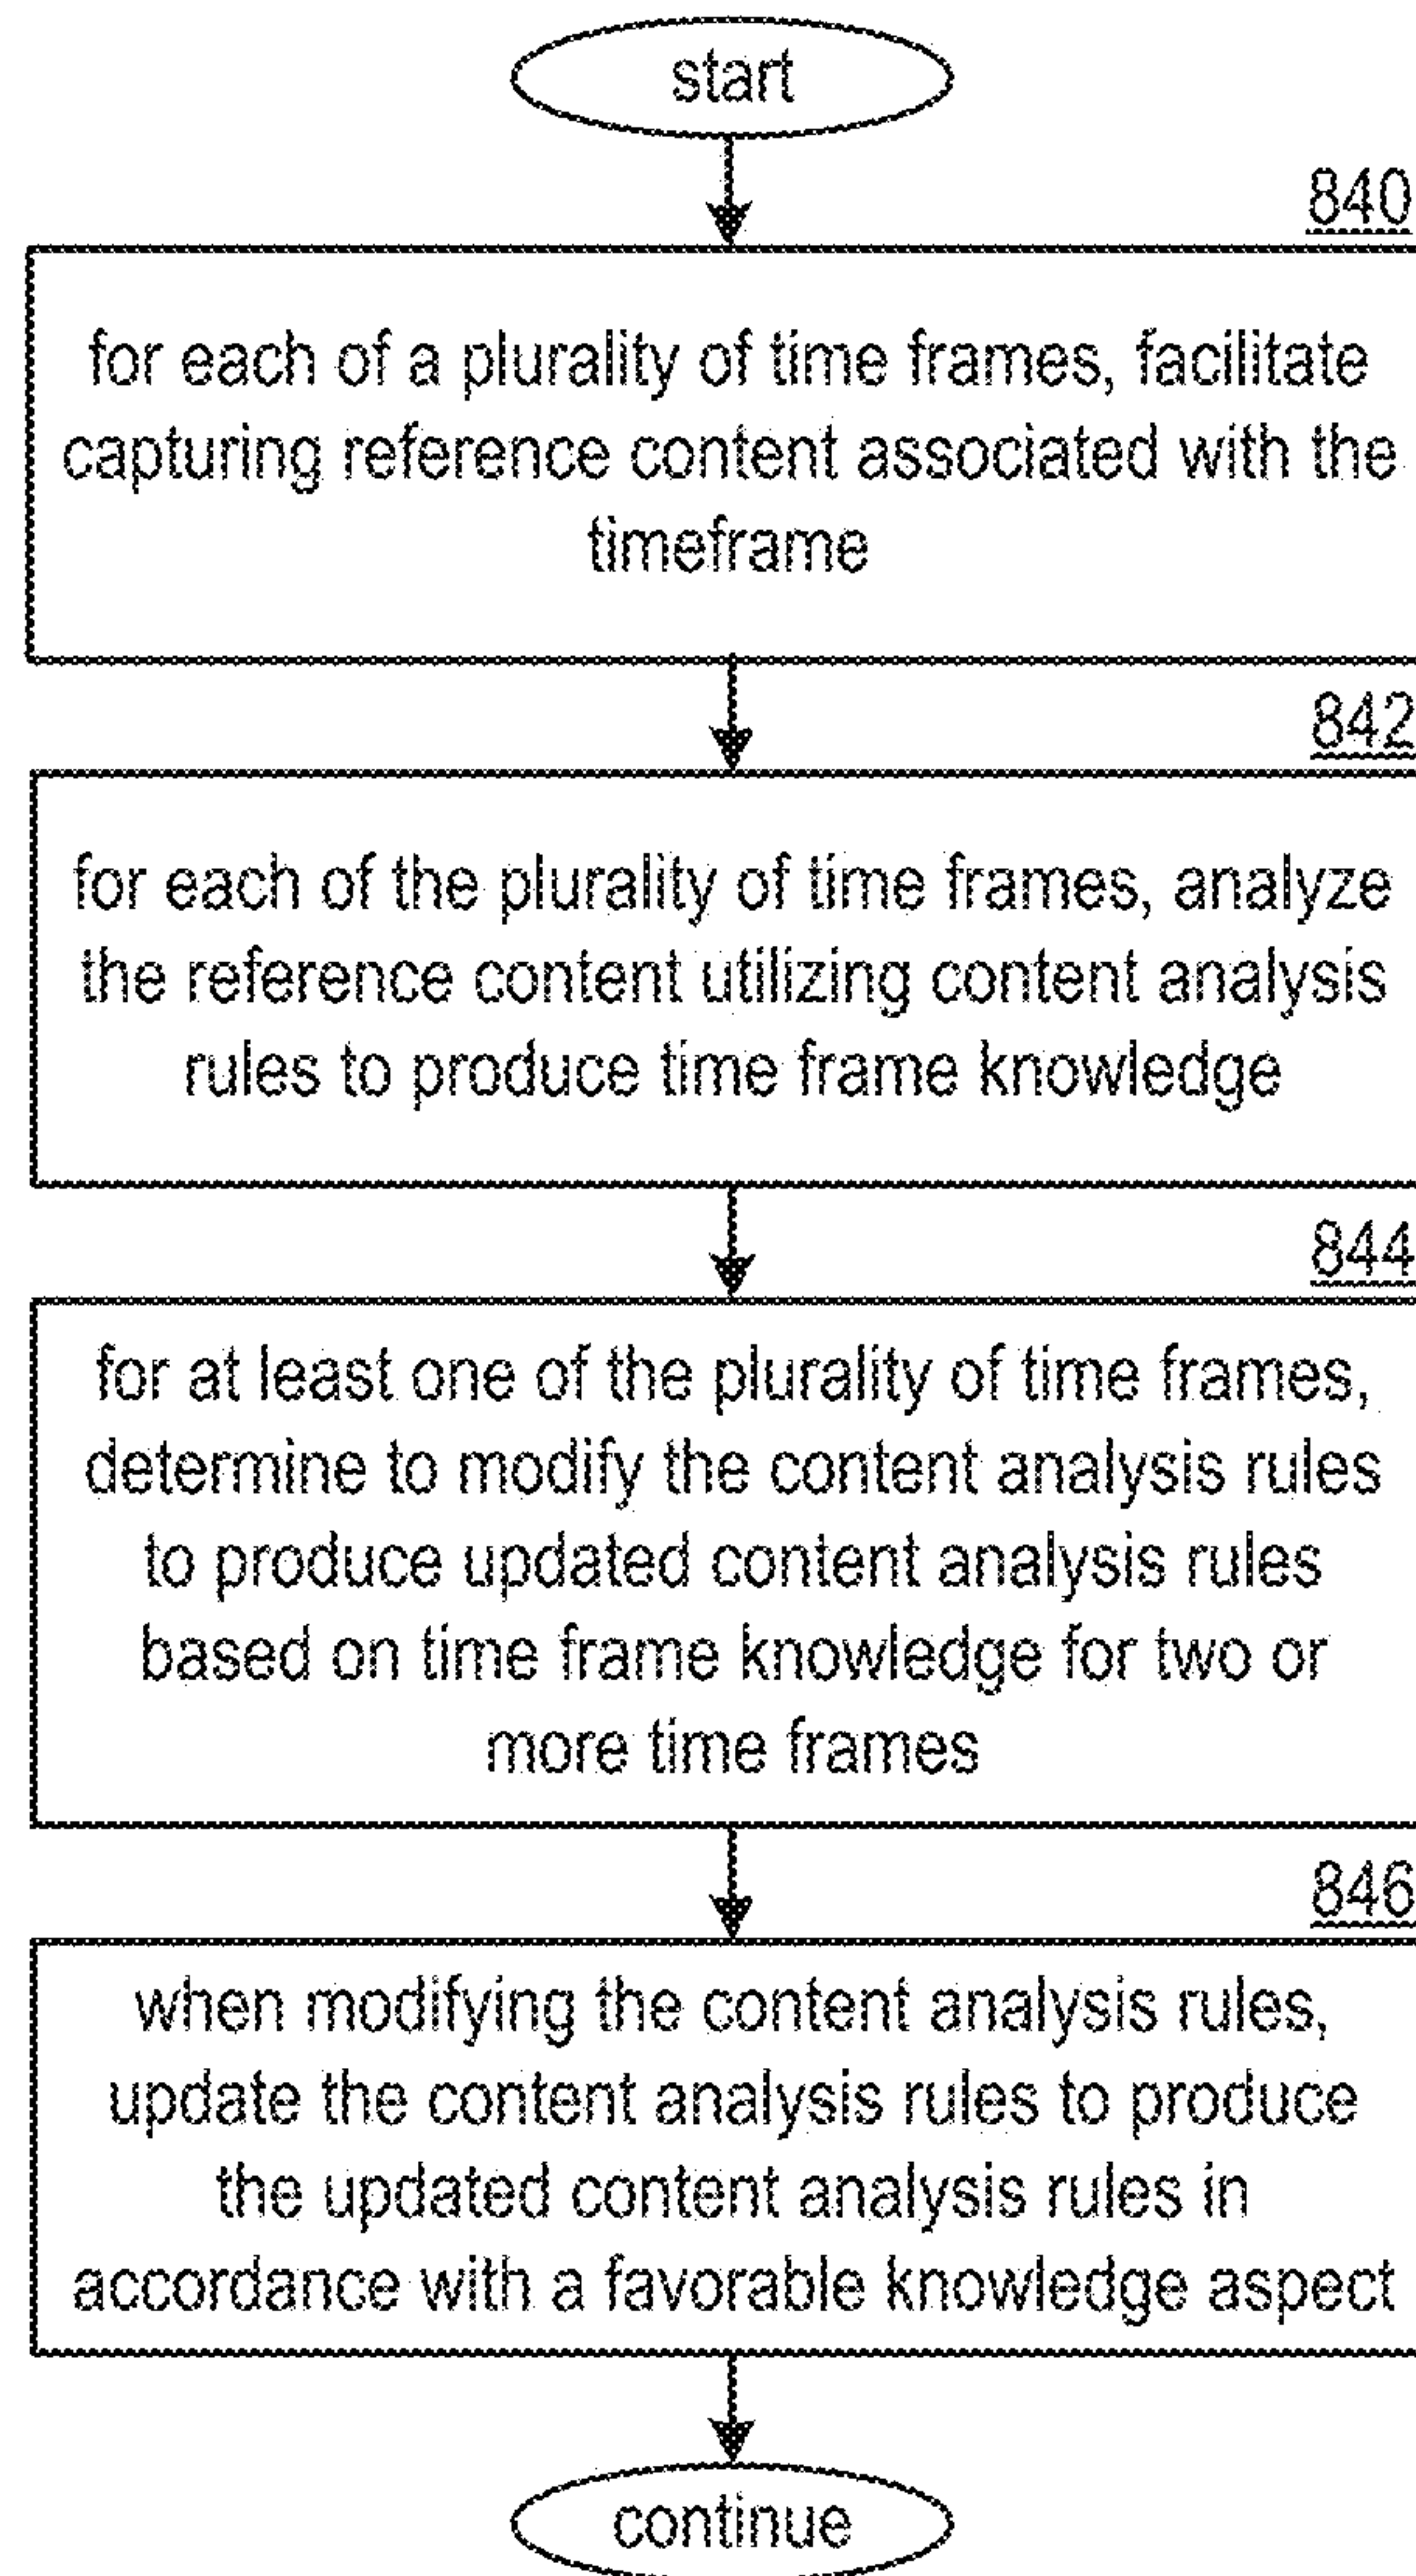 start
840
for each of a plurality of time frames, facilitate
capturing reference content associated with the
timeframe
842
for each of the plurality of time frames, analyze
the reference content utilizing content analysis
rules to produce time frame knowledge
844
for at least one of the plurality of time frames,
determine to modify the content analysis rules
to produce updated content analysis rules
based on time frame knowledge for two or
more time frames
846
when modifying the content analysis rules,
update the content analysis rules to produce
the updated content analysis rules in
accordance with a favorable knowledge aspect
continue